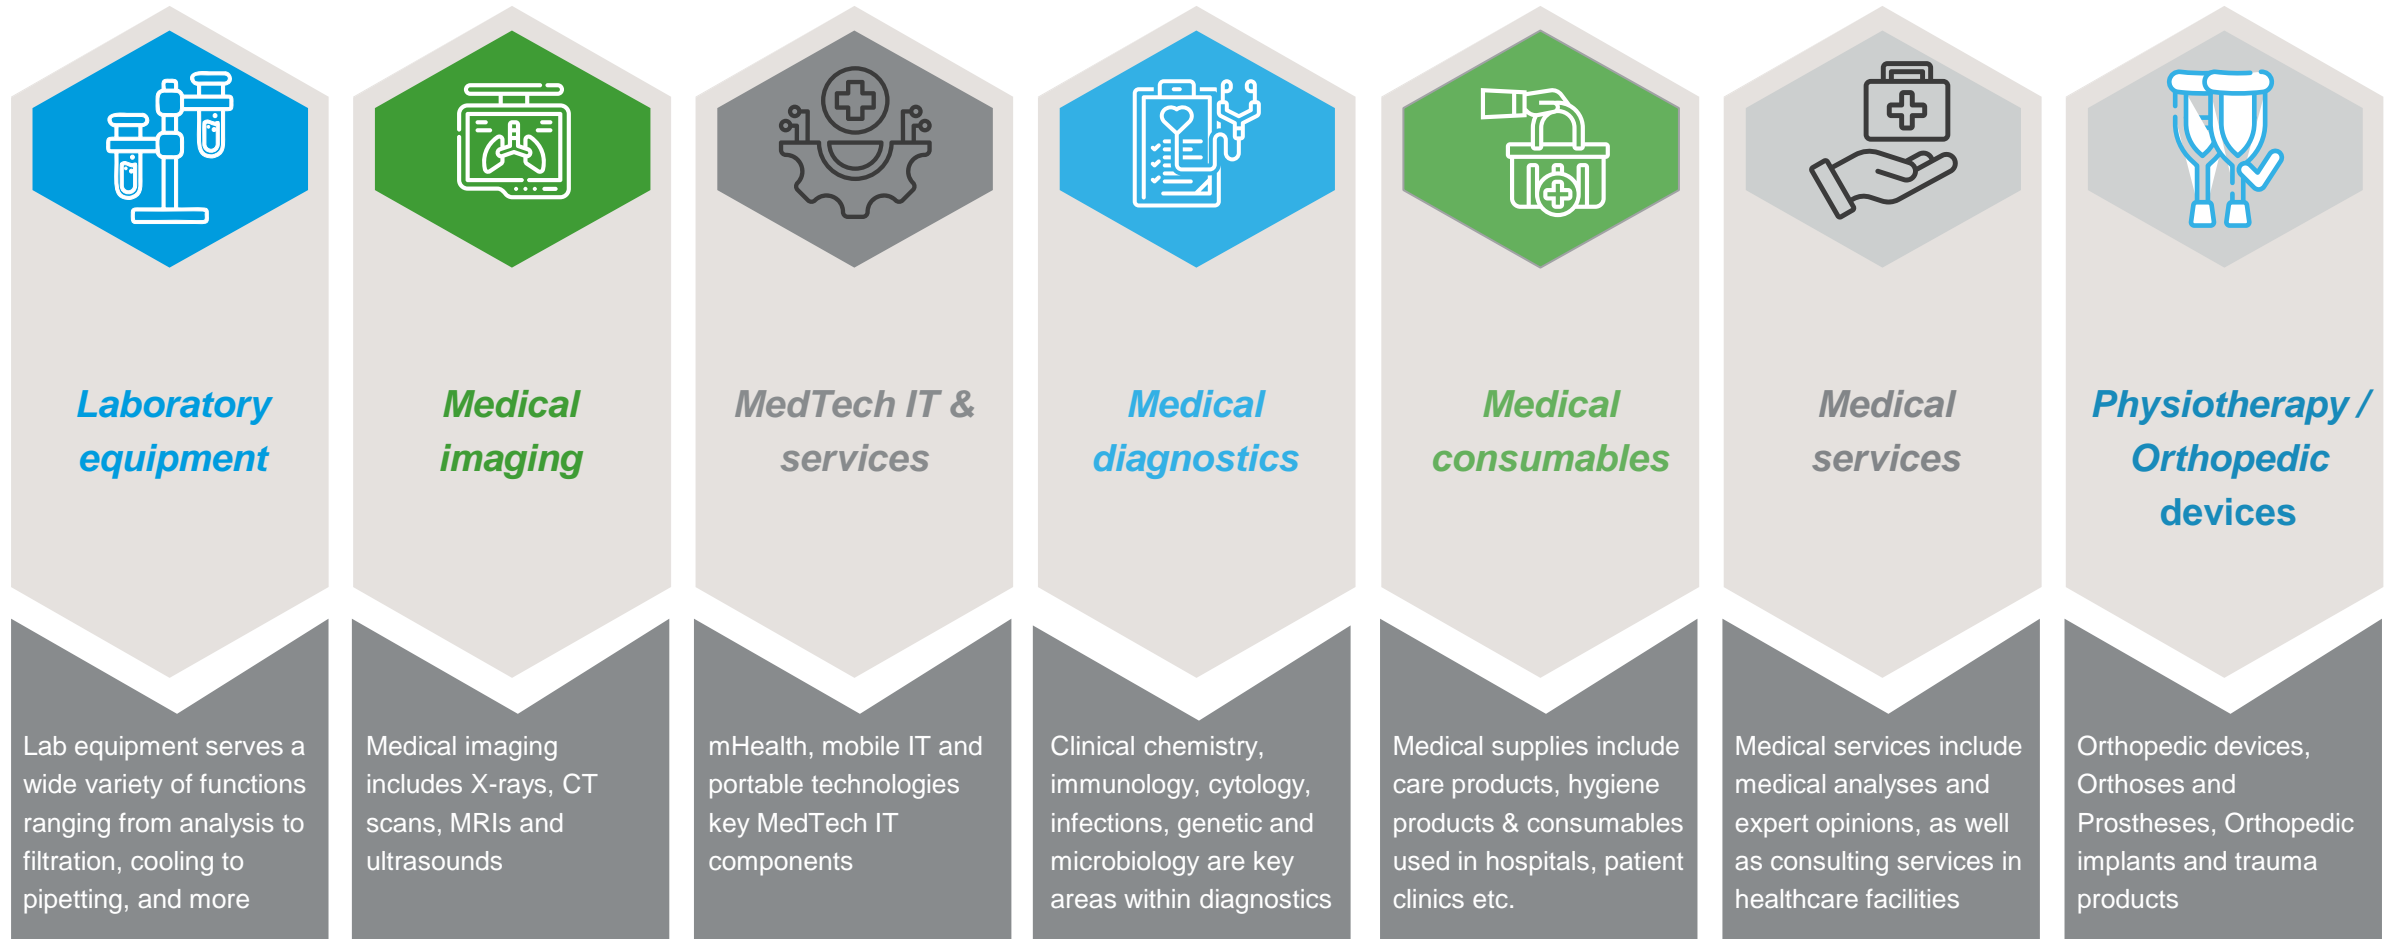 Laboratory
equipment
Medical
imaging
MedTech IT &
services
Medical
diagnostics
Medical
consumables
Medical
services
Physiotherapy /
Orthopedic
devices
Lab equipment serves a
wide variety of functions
ranging from analysis to
filtration, cooling to
pipetting, and more
Medical imaging
includes X-rays, CT
scans, MRIs and
ultrasounds
mHealth, mobile IT and
portable technologies
key MedTech IT
components
Clinical chemistry,
immunology, cytology,
infections, genetic and
microbiology are key
areas within diagnostics
Medical supplies include
care products, hygiene
products & consumables
used in hospitals, patient
clinics etc.
Medical services include
medical analyses and
expert opinions, as well
as consulting services in
healthcare facilities
Orthopedic devices,
Orthoses and
Prostheses, Orthopedic
implants and trauma
products